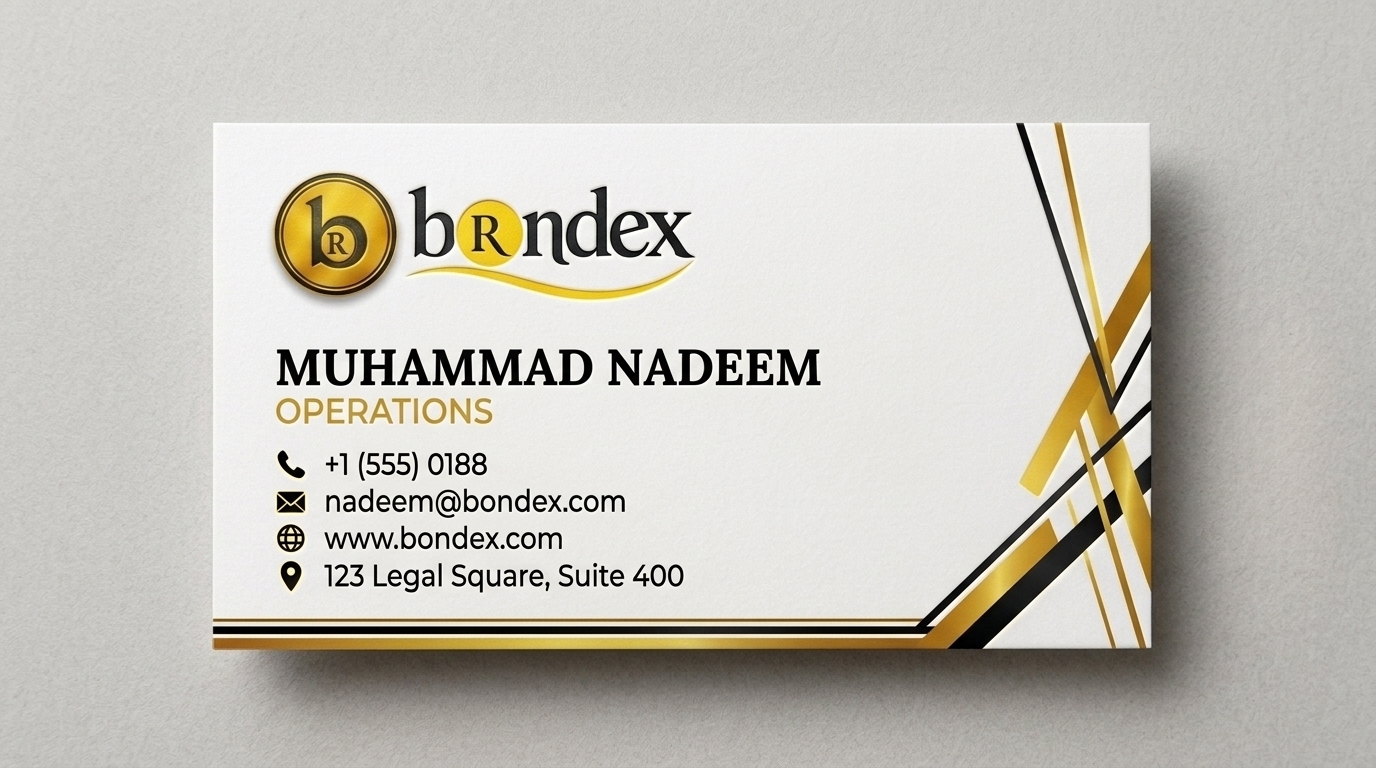 bR
bRndex
MUHAMMAD NADEEM
OPERATIONS
+1 (555) 0188
nadeem@bondex.com
www.bondex.com
123 Legal Square, Suite 400